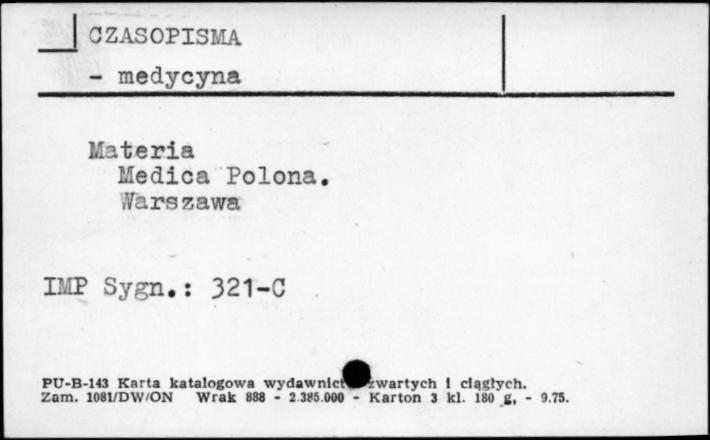 CZASOPISMA
- medycyna
Materia
Medica Polona.
Warszawa
IMP Sygn.: 321-C
PU-B-143 Karta katalogowa wydawnictw zwartych i ciągłych.
Zam. 1081/DW/ON Wrak 888 - 2.385.000 - Karton 3 kl. 180 g, - 9.75.